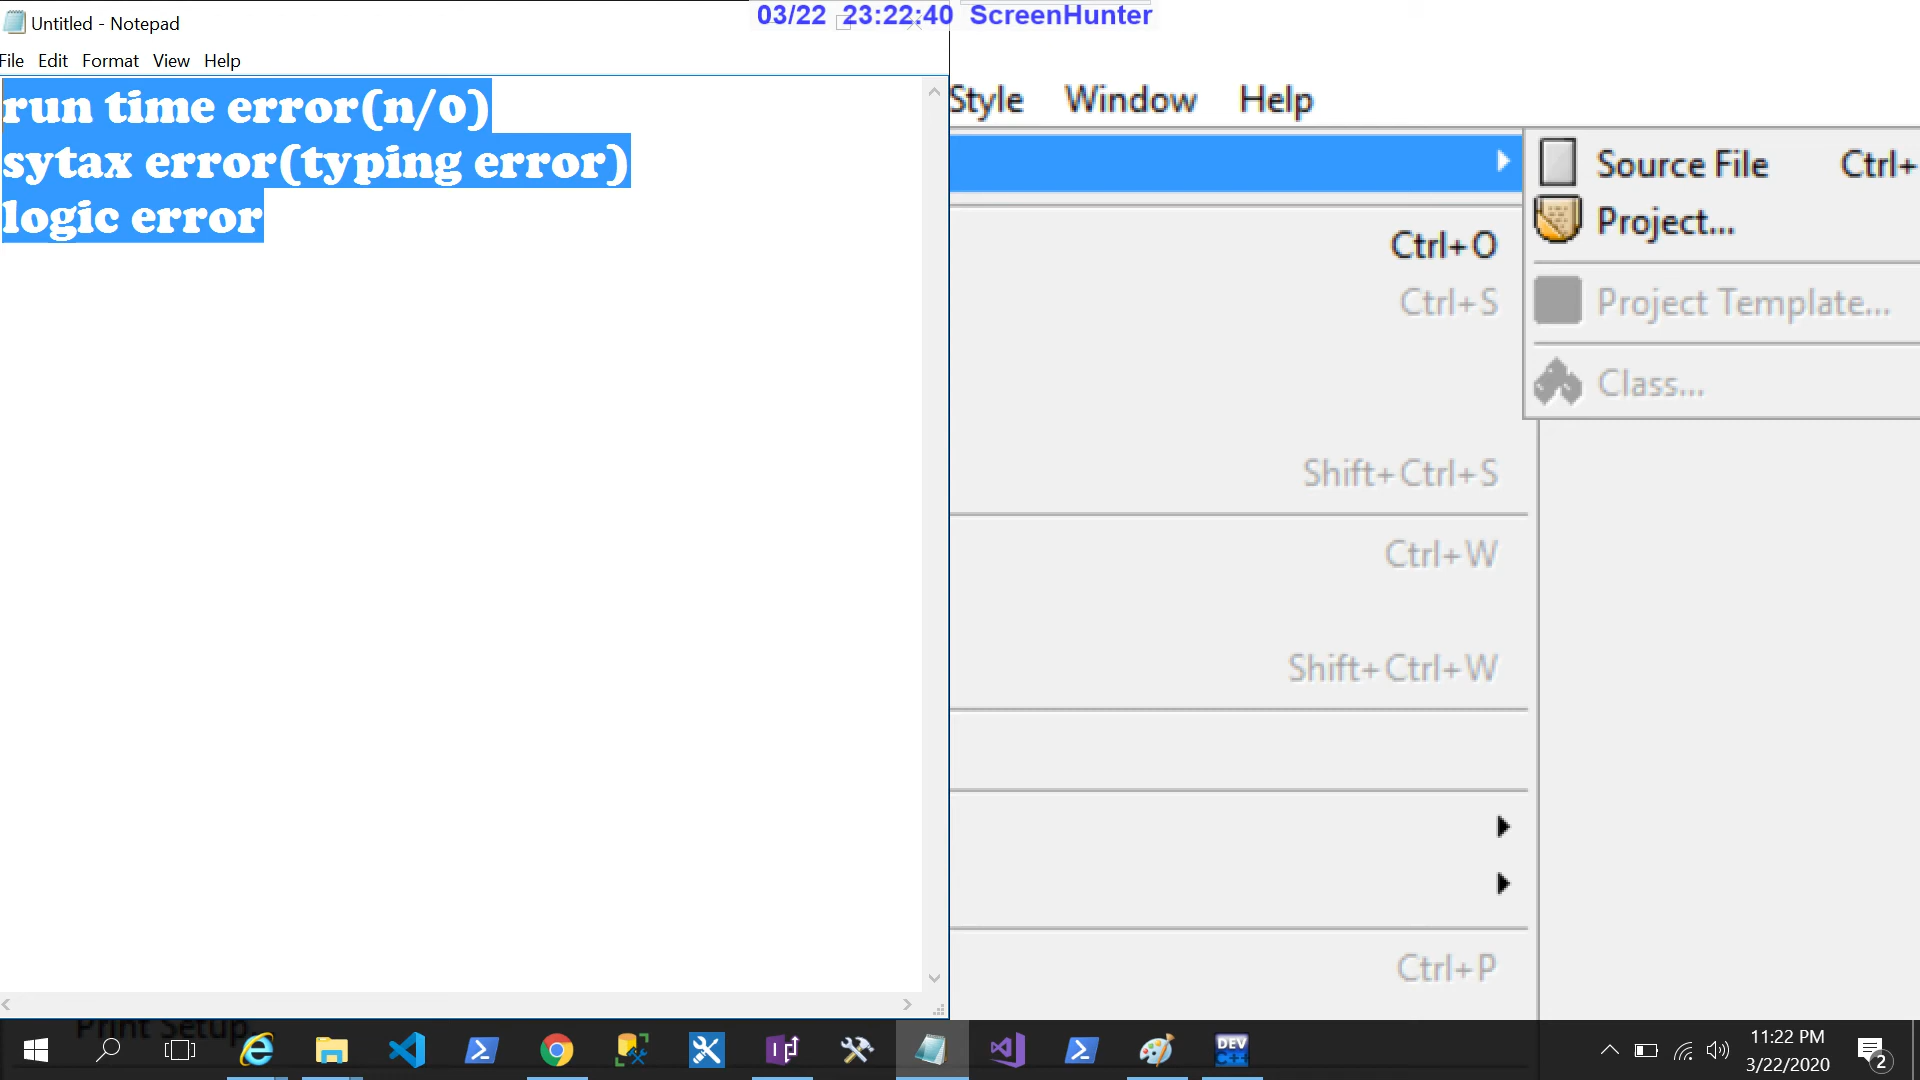 Untitled - Notepad
03/22 23:22:40 ScreenHunter
File Edit Format View Help
run time error(n/o)
sytax error(typing error)
logic error
Style Window Help
Source File Ctrl+
Project...
Ctrl+O
Ctrl+S
Project Template...
Class...
Shift+Ctrl+S
Ctrl+W
Shift+Ctrl+W
Ctrl+P
Print Setup
DEV
C++
11:22 PM
3/22/2020
2